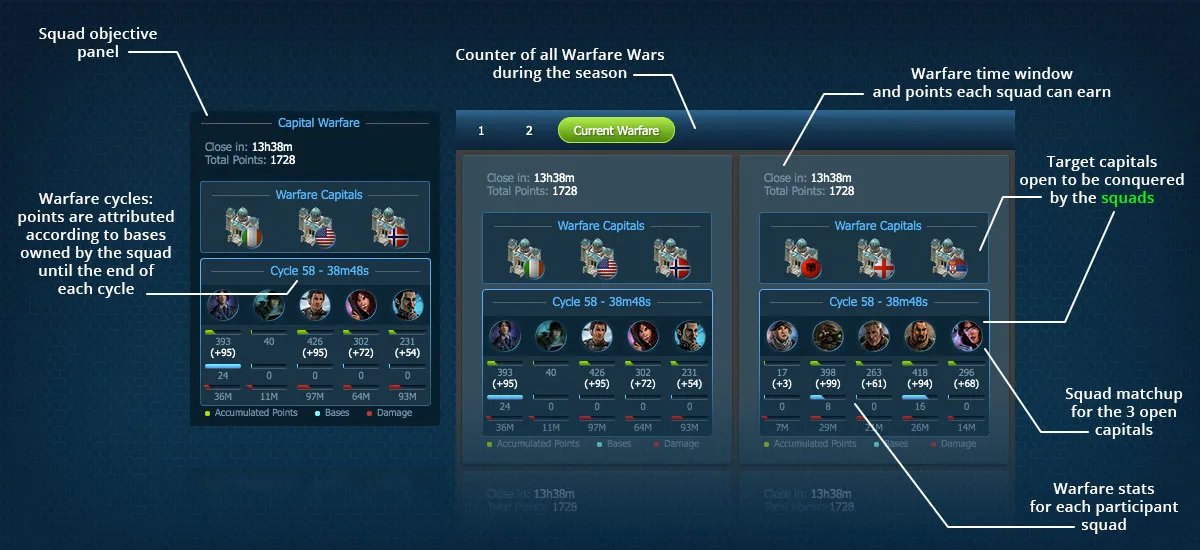 Squad objective
panel
Counter of all Warfare Wars
during the season
Warfare time window
and points each squad can earn
Warfare cycles:
points are attributed
according to bases
owned by the squad
until the end of
each cycle
Capital Warfare
Close in: 13h38m
Total Points: 1728
Warfare Capitals
Cycle 58 - 38m48s
393 40 426 302 231
(+95) (+95) (+72) (+54)
24 0 0 0 0
36M 11M 97M 64M 93M
Accumulated Points Bases Damage
1 2 Current Warfare
Close in: 13h38m
Total Points: 1728
Warfare Capitals
Cycle 58 - 38m48s
393 40 426 302 231
(+95) (+95) (+72) (+54)
24 0 0 0 0
36M 11M 97M 64M 93M
Accumulated Points Bases Damage
Close in: 13h38m
Total Points: 1728
Close in: 13h38m
Total Points: 1728
Warfare Capitals
Cycle 58 - 38m48s
17 398 263 418 296
(+3) (+99) (+61) (+94) (+68)
0 8 0 16 0
7M 29M 21M 26M 14M
Accumulated Points Bases Damage
Close in: 13h38m
Total Points: 1728
Target capitals
open to be conquered
by the squads
Squad matchup
for the 3 open
capitals
Warfare stats
for each participant
squad